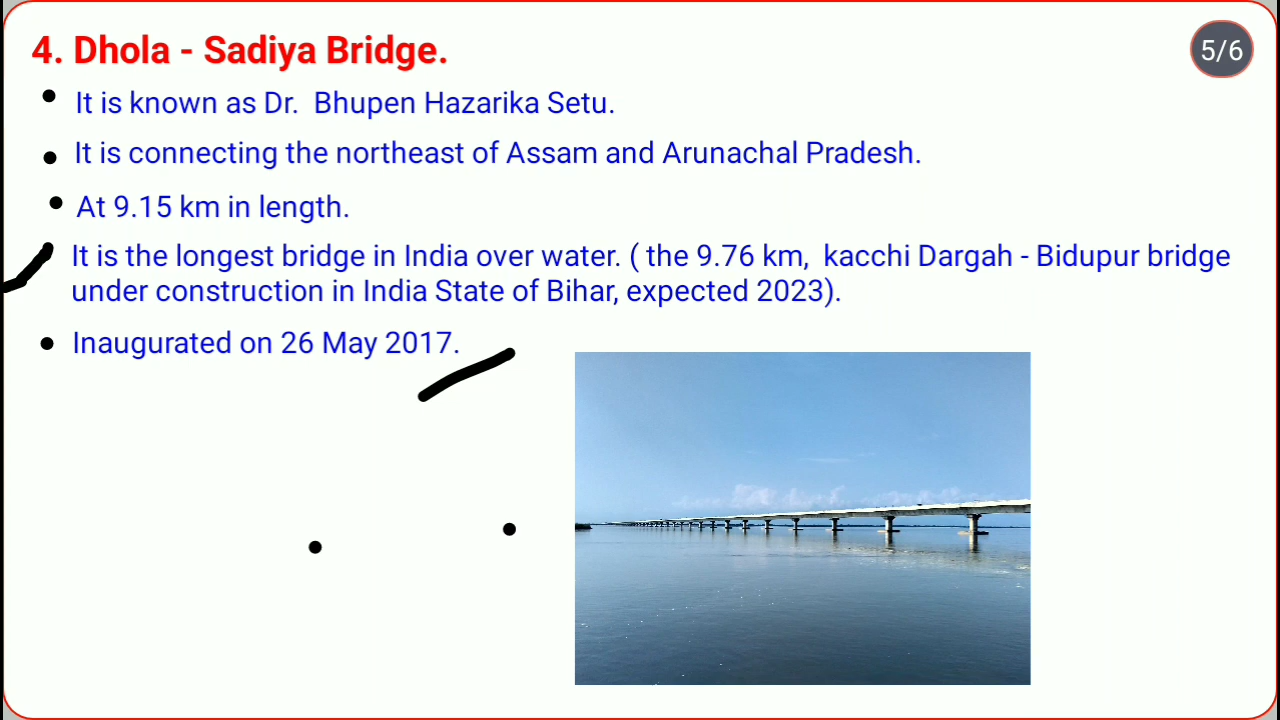 4. Dhola - Sadiya Bridge.
5/6
It is known as Dr. Bhupen Hazarika Setu.
It is connecting the northeast of Assam and Arunachal Pradesh.
At 9.15 km in length.
It is the longest bridge in India over water. ( the 9.76 km, kacchi Dargah - Bidupur bridge
under construction in India State of Bihar, expected 2023).
Inaugurated on 26 May 2017.